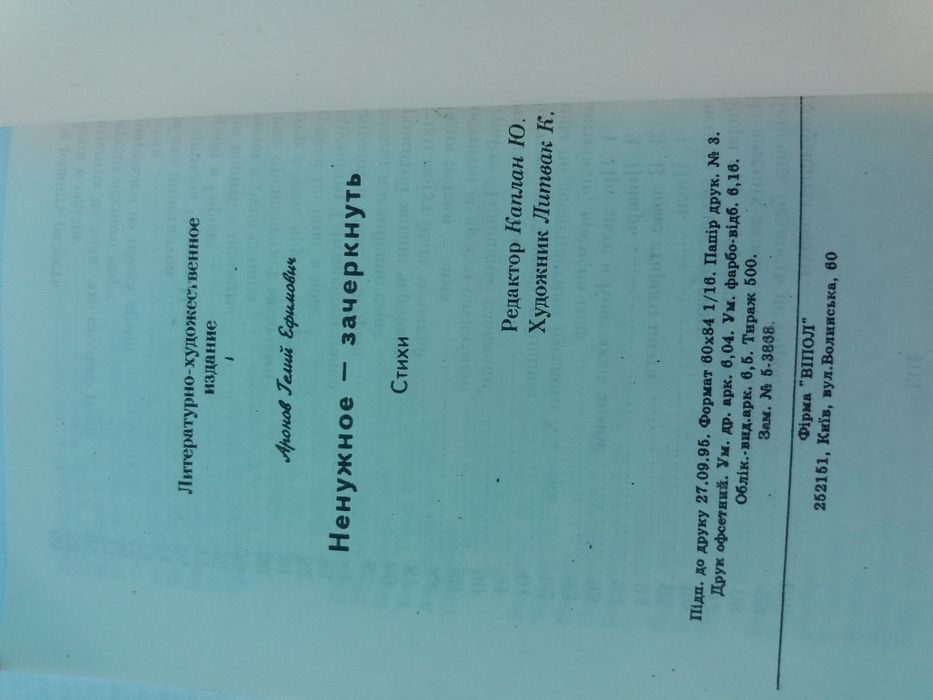 Литературно-художественное
издание
Аронов Гелий Ефимович
Ненужное — зачеркнуть
Стихи
Редактор Каплан Ю.
Художник Литвак К.
Підп. до друку 27.09.95. Формат 60x84 1/16. Папір друк. № 3.
Друк офсетний. Ум. др. арк. 6,04. Ум. фарбо-відб. 6,16.
Облік.-вид.арк. 6,5. Тираж 500.
Зам. № 5-3868.
Фірма "ВІПОЛ"
252151, Київ, вул.Волинська, 60